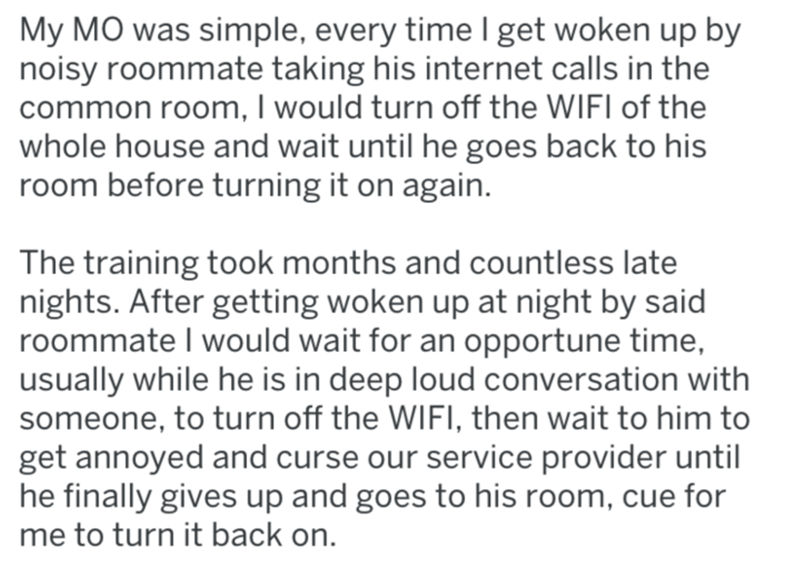 My MO was simple, every time I get woken up by
noisy roommate taking his internet calls in the
common room, I would turn off the WIFI of the
whole house and wait until he goes back to his
room before turning it on again.
The training took months and countless late
nights. After getting woken up at night by said
roommate I would wait for an opportune time,
usually while he is in deep loud conversation with
someone, to turn off the WIFI, then wait to him to
get annoyed and curse our service provider until
he finally gives up and goes to his room, cue for
me to turn it back on.